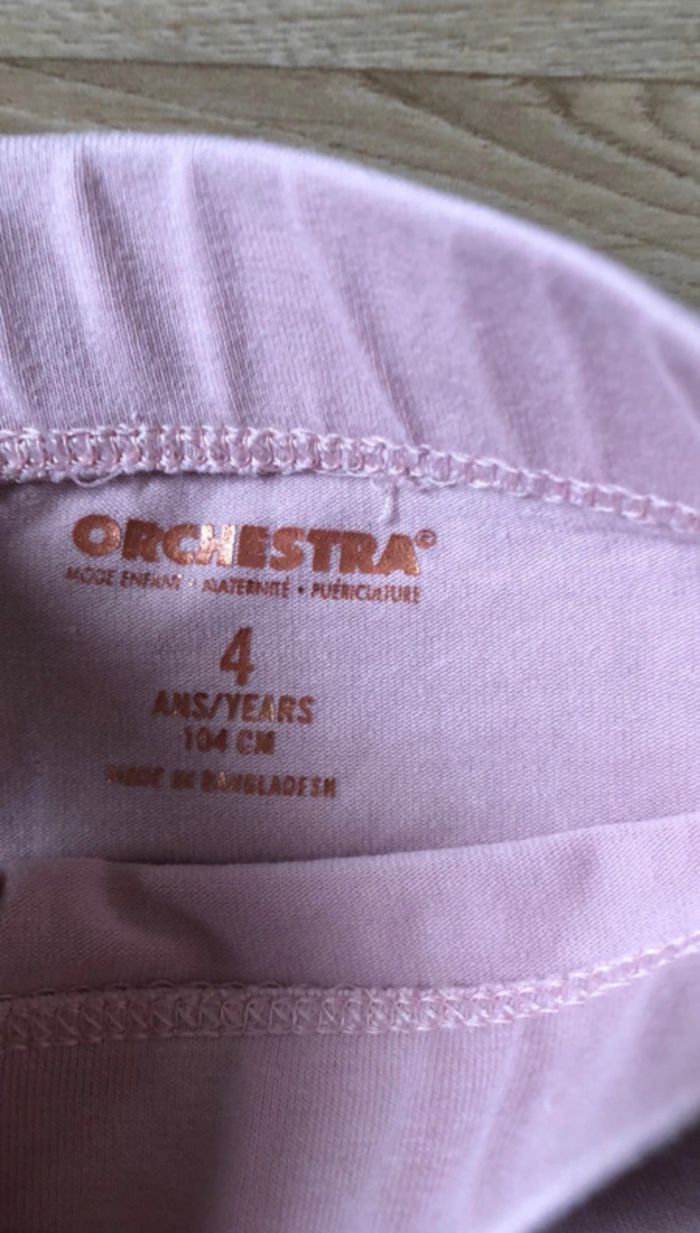 ORCHESTRA®
MODE ENFANT • MATERNITÉ • PUÉRICULTURE
4
ANS/YEARS
104 CM
MADE IN BANGLADESH